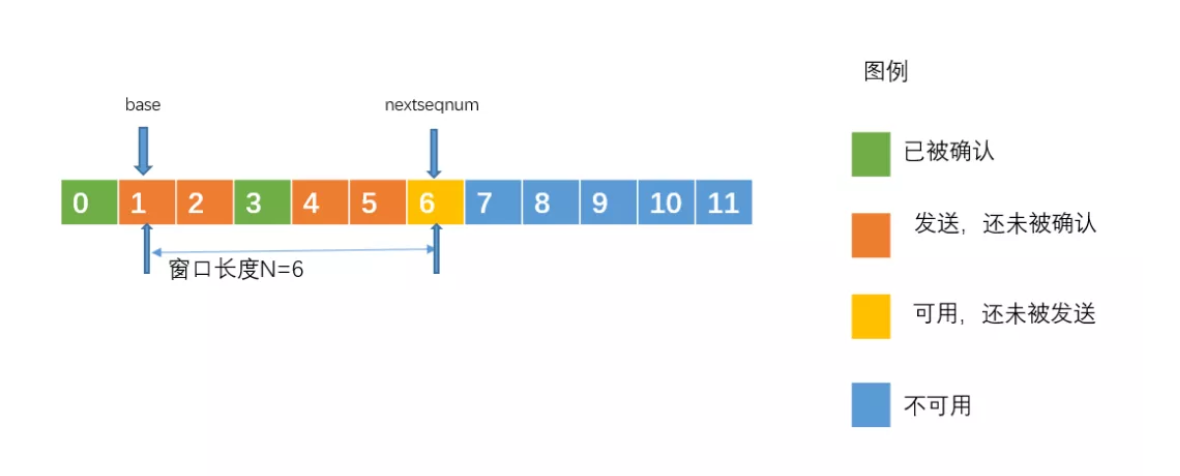 图例
base nextseqnum
已被确认
0 1 2 3 4 5 6 7 8 9 10 11
发送，还未被确认
窗口长度N=6
可用，还未被发送
不可用